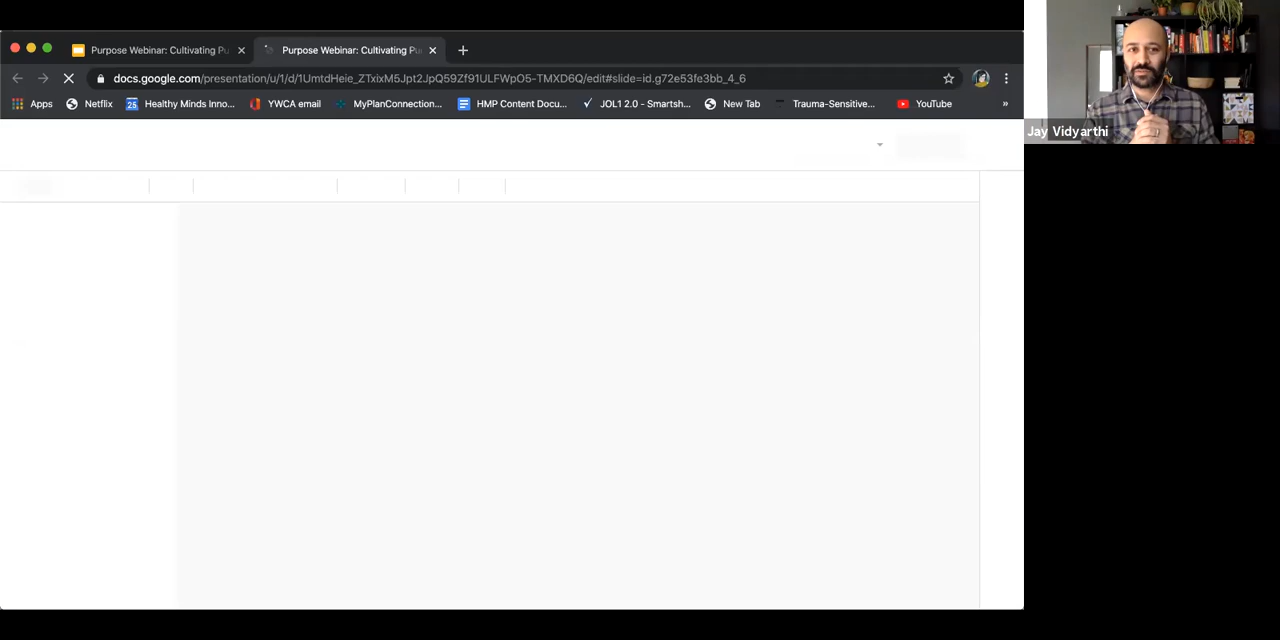 Purpose Webinar: Cultivating Pu
Purpose Webinar: Cultivating Pu
docs.google.com/presentation/u/1/d/1UmtdHeie_ZTxixM5Jpt2JpQ59Zf91ULFWpO5-TMXD6Q/edit#slide=id.g72e53fe3bb_4_6
Apps Netflix 25 Healthy Minds Inno... YWCA email MyPlanConnection... HMP Content Docu... JOL1 2.0 - Smartsh... New Tab Trauma-Sensitive... YouTube »
Jay Vidyarthi